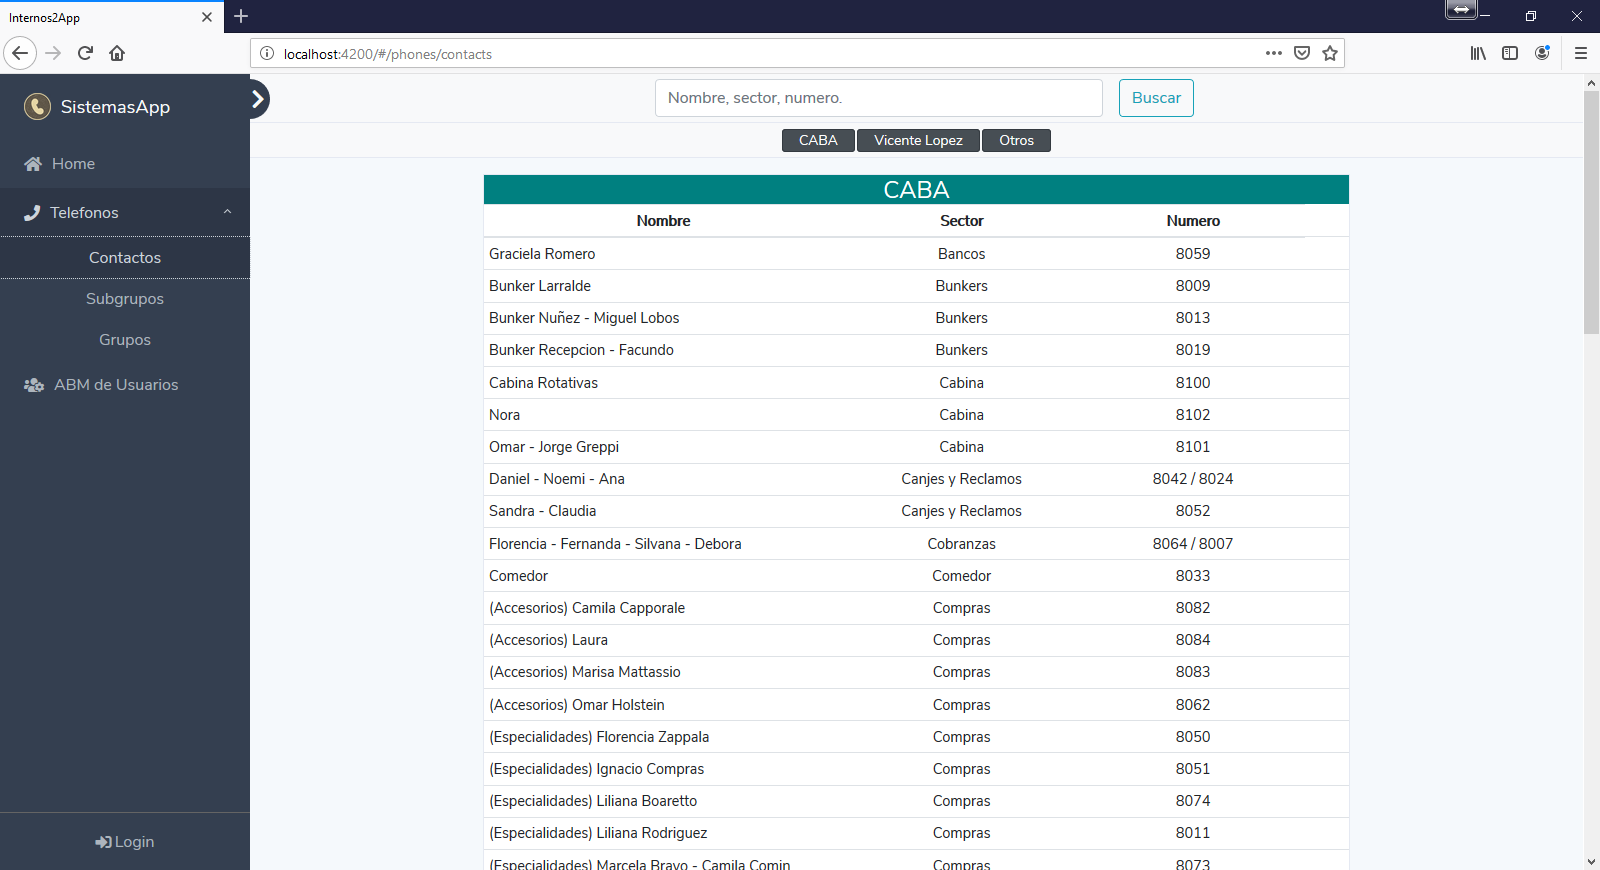 Internos2App
localhost:4200/#/phones/contacts
SistemasApp
Home
Telefonos
Contactos
Subgrupos
Grupos
ABM de Usuarios
Login
Nombre, sector, numero.
Buscar
CABA Vicente Lopez Otros
CABA
Nombre Sector Numero
Graciela Romero Bancos 8059
Bunker Larralde Bunkers 8009
Bunker Nuñez - Miguel Lobos Bunkers 8013
Bunker Recepcion - Facundo Bunkers 8019
Cabina Rotativas Cabina 8100
Nora Cabina 8102
Omar - Jorge Greppi Cabina 8101
Daniel - Noemi - Ana Canjes y Reclamos 8042 / 8024
Sandra - Claudia Canjes y Reclamos 8052
Florencia - Fernanda - Silvana - Debora Cobranzas 8064 / 8007
Comedor Comedor 8033
(Accesorios) Camila Capporale Compras 8082
(Accesorios) Laura Compras 8084
(Accesorios) Marisa Mattassio Compras 8083
(Accesorios) Omar Holstein Compras 8062
(Especialidades) Florencia Zappala Compras 8050
(Especialidades) Ignacio Compras Compras 8051
(Especialidades) Liliana Boaretto Compras 8074
(Especialidades) Liliana Rodriguez Compras 8011
(Especialidades) Marcela Bravo - Camila Comin Compras 8073